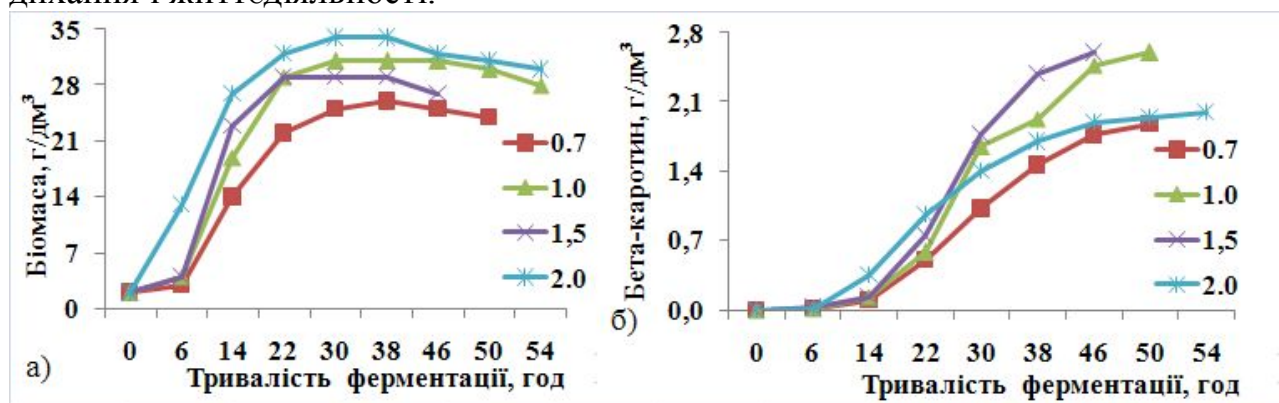 дихання і життєдіяльності.
Біомаса, г/дм³
35
28
21
14
7
0
0 6 14 22 30 38 46 50 54
Тривалість ферментації, год
0.7
1.0
1,5
2.0
а)
Бета-каротин, г/дм³
2,8
2,1
1,4
0,7
0,0
0 6 14 22 30 38 46 50 54
Тривалість ферментації, год
0.7
1.0
1,5
2.0
б)